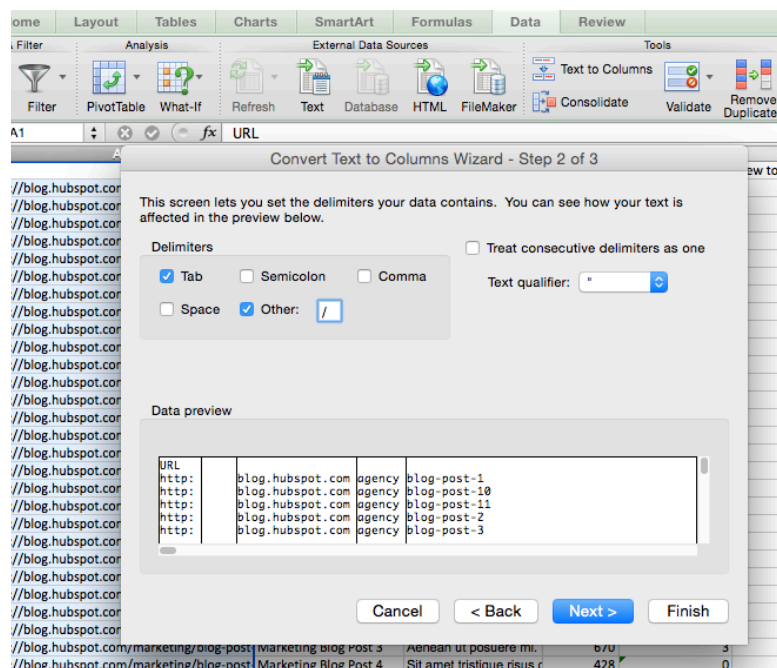 ome Layout Tables Charts SmartArt Formulas Data Review
Filter Analysis External Data Sources Tools
Filter PivotTable What-If Refresh Text Database HTML FileMaker Text to Columns Consolidate Validate Remove Duplicate
A1 fx URL
Convert Text to Columns Wizard - Step 2 of 3
ew to
This screen lets you set the delimiters your data contains. You can see how your text is
affected in the preview below.
Delimiters
Treat consecutive delimiters as one
Tab Semicolon Comma
Text qualifier: "
Space Other: /
Data preview
URL
http: blog.hubspot.com agency blog-post-1
http: blog.hubspot.com agency blog-post-10
http: blog.hubspot.com agency blog-post-11
http: blog.hubspot.com agency blog-post-2
http: blog.hubspot.com agency blog-post-3
Cancel < Back Next > Finish
://blog.hubspot.com/marketing/blog-post- Marketing Blog Post 3 Aenean ut posuere mi. 670 3
://blog.hubspot.com/marketing/blog-post- Marketing Blog Post 4 Sit amet tristique risus 428 0